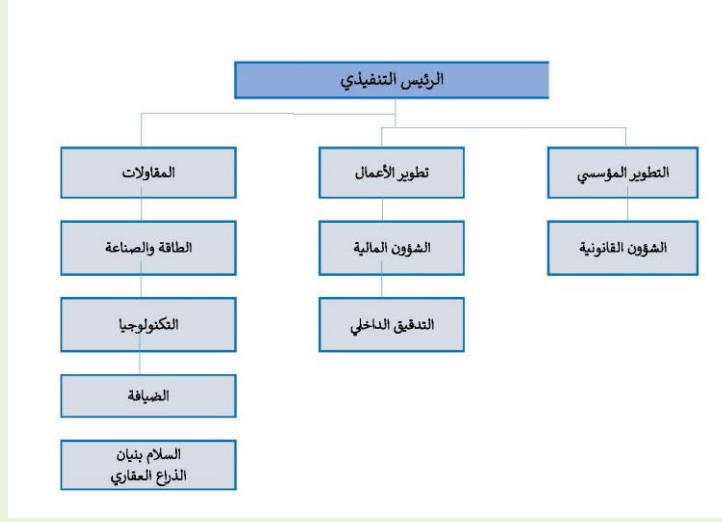 الرئيس التنفيذي
التطوير المؤسسي
تطوير الأعمال
المقاولات
الشؤون القانونية
الشؤون المالية
الطاقة والصناعة
التدقيق الداخلي
التكنولوجيا
الضيافة
السلام بنيان
الذراع العقاري